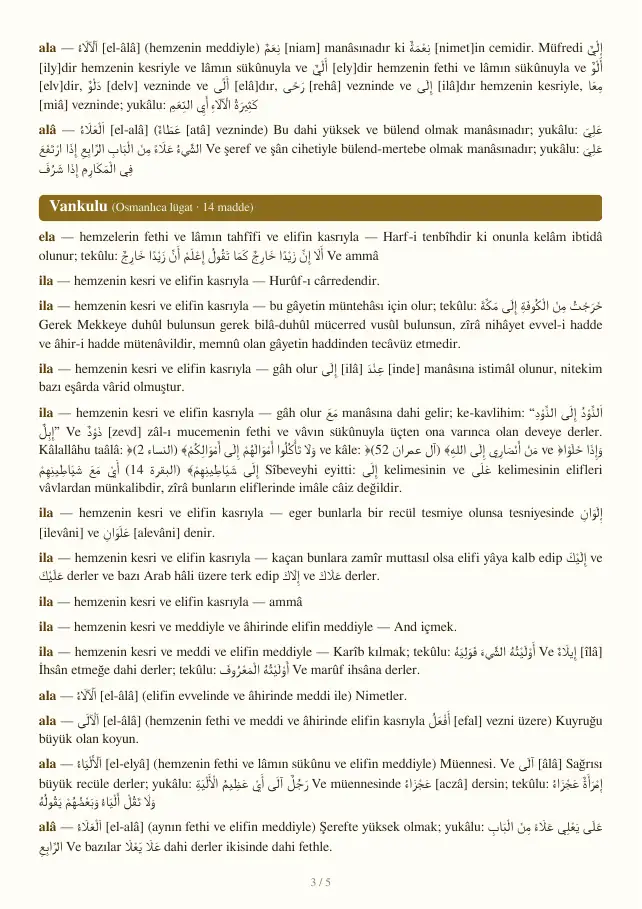 ala — اَلْآلَاءُ [el-âlâ] (hemzenin meddiyle) نِعَمٌ [niam] manâsınadır ki نِعْمَةٌ [nimet]in cemidir. Müfredi إِلْيٌ
[ily]dir hemzenin kesriyle ve lâmın sükûnuyla ve أَلْيٌ [ely]dir hemzenin fethi ve lâmın sükûnuyla ve أَلْوٌ
[elv]dir, دَلْوٌ [delv] vezninde ve أَلًى [elâ]dır, رَحًى [rehâ] vezninde ve إِلًى [ilâ]dır hemzenin kesriyle, مِعًا
[miâ] vezninde; yukâlu: كَثِيرَةُ الْآلَاءِ أَيِ النِّعَمِ
alâ — اَلْعَلَاءُ [el-alâ] (عَطَاءٌ [atâ] vezninde) Bu dahi yüksek ve bülend olmak manâsınadır; yukâlu: عَلِيَ
الشَّيْءُ عَلَاءً مِنَ الْبَابِ الرَّابِعِ إِذَا ارْتَفَعَ Ve şeref ve şân cihetiyle bülend-mertebe olmak manâsınadır; yukâlu: عَلِيَ
فِي الْمَكَارِمِ إِذَا شَرُفَ
Vankulu (Osmanlıca lügat · 14 madde)
ela — hemzelerin fethi ve lâmın tahfîfi ve elifin kasrıyla — Harf-i tenbîhdir ki onunla kelâm ibtidâ
olunur; tekûlu: أَلَا إِنَّ زَيْدًا خَارِجٌ كَمَا تَقُولُ إِعْلَمْ أَنَّ زَيْدًا خَارِجٌ Ve ammâ
ila — hemzenin kesri ve elifin kasrıyla — Hurûf-ı cârredendir.
ila — hemzenin kesri ve elifin kasrıyla — bu gâyetin müntehâsı için olur; tekûlu: خَرَجْتُ مِنَ الْكُوفَةِ إِلَى مَكَّةَ
Gerek Mekkeye duhûl bulunsun gerek bilâ-duhûl mücerred vusûl bulunsun, zîrâ nihâyet evvel-i hadde
ve âhir-i hadde mütenâvildir, memnû olan gâyetin haddinden tecâvüz etmedir.
ila — hemzenin kesri ve elifin kasrıyla — gâh olur إِلَى [ilâ] عِنْدَ [inde] manâsına istimâl olunur, nitekim
bazı eşârda vârid olmuştur.
ila — hemzenin kesri ve elifin kasrıyla — gâh olur مَعَ manâsına dahi gelir; ke-kavlihim: “اَلذَّوْدُ إِلَى الذَّوْدِ
إِبِلٌ” Ve ذَوْدٌ [zevd] zâl-ı mucemenin fethi ve vâvın sükûnuyla üçten ona varınca olan deveye derler.
Kâlallâhu taâlâ: ﴿وَلَا تَأْكُلُوا أَمْوَالَهُمْ إِلَى أَمْوَالِكُمْ﴾ (النساء 2) ve kâle: ﴿مَنْ أَنْصَارِي إِلَى اللهِ﴾ (آل عمران 52) ve ﴿وَإِذَا خَلَوْا
إِلَى شَيَاطِينِهِمْ﴾ (البقرة 14) أَيْ مَعَ شَيَاطِينِهِمْ Sîbeveyhi eyitti: إِلَى kelimesinin ve عَلَى kelimesinin elifleri
vâvlardan münkalibdir, zîrâ bunların eliflerinde imâle câiz değildir.
ila — hemzenin kesri ve elifin kasrıyla — eger bunlarla bir recül tesmiye olunsa tesniyesinde إِلَوَانِ
[ilevâni] ve عَلَوَانِ [alevâni] denir.
ila — hemzenin kesri ve elifin kasrıyla — kaçan bunlara zamîr muttasıl olsa elifi yâya kalb edip إِلَيْكَ ve
عَلَيْكَ derler ve bazı Arab hâli üzere terk edip إِلَاكَ ve عَلَاكَ derler.
ila — hemzenin kesri ve elifin kasrıyla — ammâ
ila — hemzenin kesri ve meddiyle ve âhirinde elifin meddiyle — And içmek.
ila — hemzenin kesri ve meddi ve elifin meddiyle — Karîb kılmak; tekûlu: أَوْلَيْتُهُ الشَّيْءَ فَوَلِيَهُ Ve إِيلَاءٌ [îlâ]
İhsân etmeğe dahi derler; tekûlu: أَوْلَيْتُهُ الْمَعْرُوفَ Ve marûf ihsâna derler.
ala — اَلْآلَاءُ [el-âlâ] (elifin evvelinde ve âhirinde meddi ile) Nimetler.
ala — اَلْآلَى [el-âlâ] (hemzenin fethi ve meddi ve âhirinde elifin kasrıyla أَفْعَلُ [efal] vezni üzere) Kuyruğu
büyük olan koyun.
ala — اَلْأَلْيَاءُ [el-elyâ] (hemzenin fethi ve lâmın sükûnu ve elifin meddiyle) Müennesi. Ve آلَى [âlâ] Sağrısı
büyük recüle derler; yukâlu: رَجُلٌ آلَى أَيْ عَظِيمُ الْأَلْيَةِ Ve müennesinde عَجْزَاءُ [aczâ] dersin; tekûlu: إِمْرَأَةٌ عَجْزَاءُ
وَلَا تَقُلْ أَلْيَاءُ وَبَعْضُهُمْ يَقُولُهُ
alâ — اَلْعَلَاءُ [el-alâ] (aynın fethi ve elifin meddiyle) Şerefte yüksek olmak; yukâlu: عَلَى يَعْلِى عَلَاءً مِنَ الْبَابِ
الرَّابِعِ Ve bazılar عَلَا يَعْلَا dahi derler ikisinde dahi fethle.
3 / 5